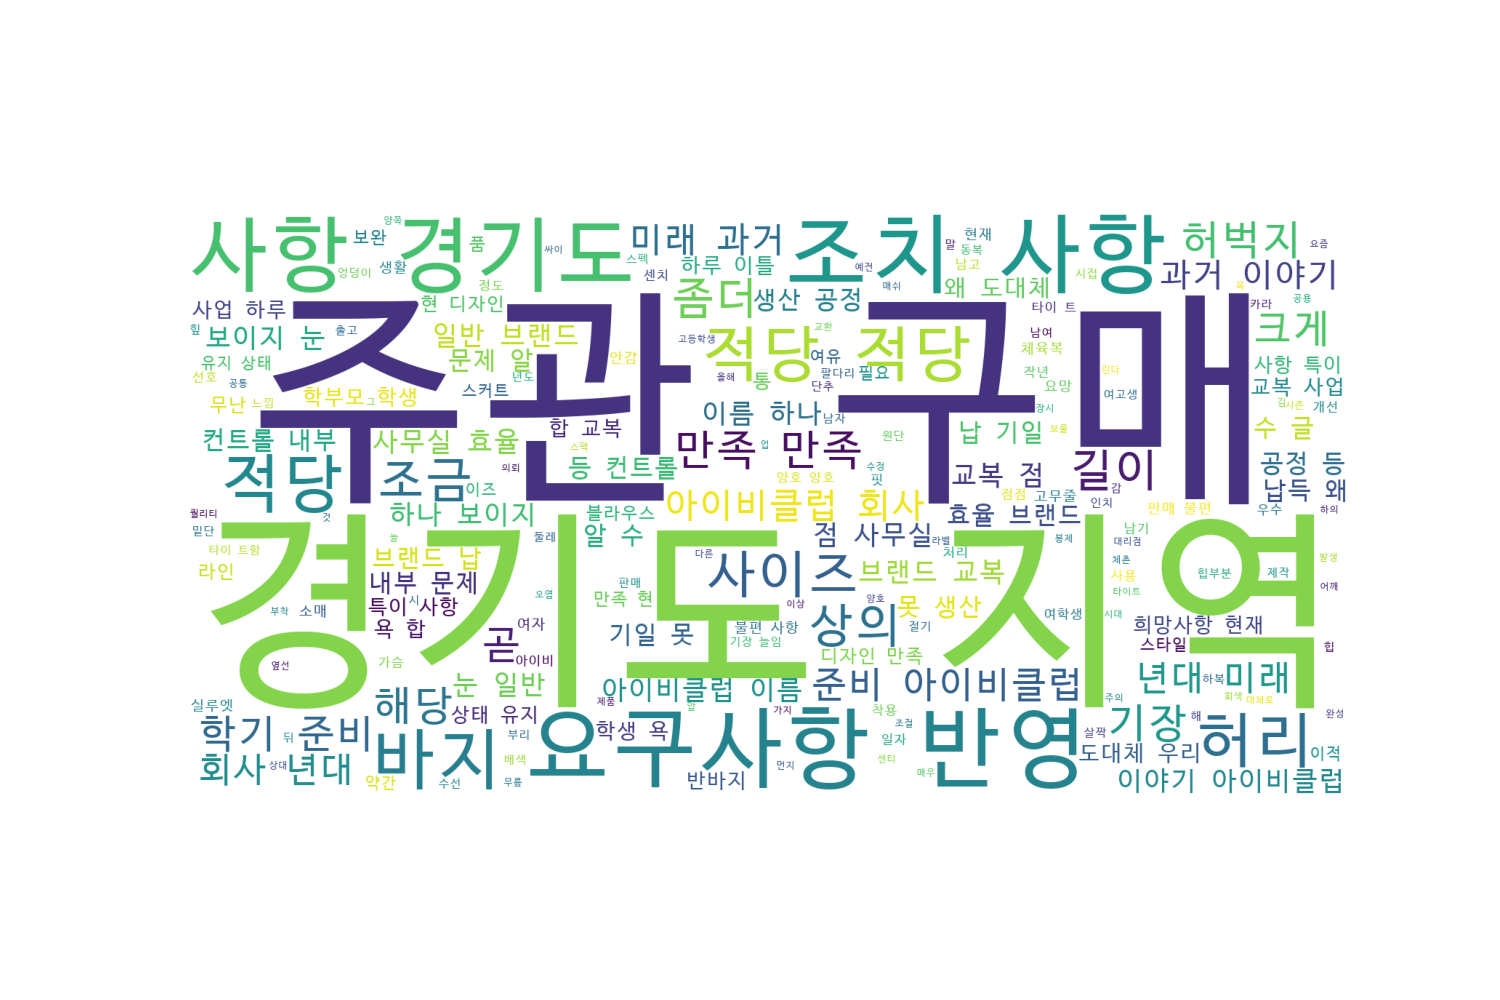 사항 경기도
조치 사항
주관 구매
경기도 지역
요구사항 반영
바지
양쪽
보완
품
싸이
엉덩이
생활
정도
스펙
미래 과거
하루 이틀
센치
예전
매쉬
말
현재
동복
남고
왜 도대체
시접
허벅지
요즘
과거 이야기
옥
공용
사업 하루
현 디자인
좀더
생산 공정
타이 트
카라
크게
힙
보이지 눈
출고
일반 브랜드
고등학생
적당 적당
교환
여유
남여
체육복
유지 상태
문제 알
안감
사항 특이
선호
공통
년도
올해
통
팔다리
필요
단추
작년
요망
여고생
교복 사업
무난
느낌
학부모
그
학생
스커트
이름 하나
남자
장시
김
시즌
개선
컨트롤 내부
사무실 효율
합 교복
만족 만족
업
원단
납 기일
보풀
수 글
적당
조금
의뢰
스팩
등 컨트롤
수정
핏
교복 점
길이
감
공정 등
이즈
양호 양호
점점
고무줄
인치
납득 왜
퀄리티
것
하나 보이지
블라우스
아이비클럽 회사
효율 브랜드
판매 불편
우수
하의
밑단
늘
둘레
알 수
점 사무실
라벨
봉제
남기
대리점
발생
타이 트함
브랜드 납
다른
처리
라인
내부 문제
판매
사이즈
브랜드 교복
체촌
사용
힙부분
제작
어깨
특이 사항
시
오염
만족 현
이상
양호
못 생산
타이트
부착
소매
욕 합
여자
곧
기일 못
불편 사항
상의
절기
여학생
시대
희망사항 현재
기장 늘임
스타일
힙
옆선
가슴
아이비
디자인 만족
눈 일반
아이비클럽 이름
준비 아이비클럽
년대
하복
미래
회색
대체로
실루엣
해당
상태 유지
제품
가지
착용
주의
기장
해
허리
완성
학기 준비
뒤
부리
학생 욕
조절
일자
살짝
도대체 우리
이적
회사
상대
년대
배색
먼지
센티
약간
수선
무릎
반바지
매우
이야기 아이비클럽